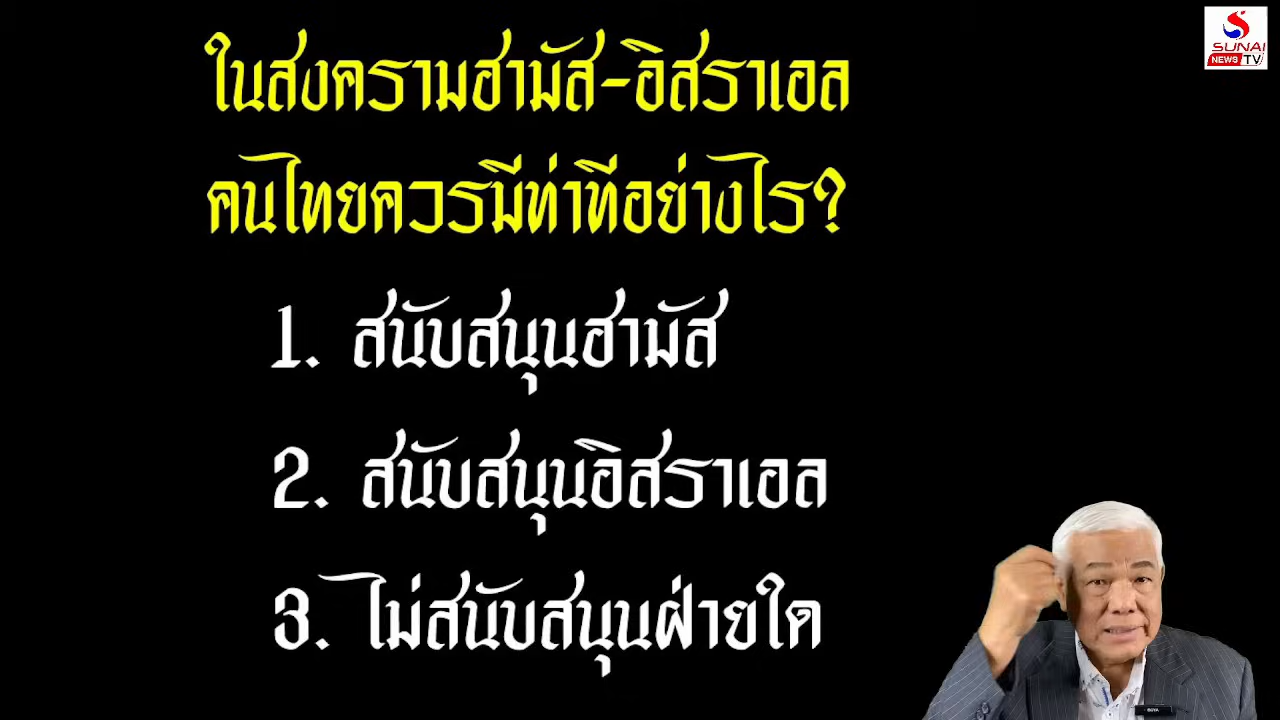 SUNAI
NEWS TV
ในสงครามฮามัส-อิสราเอล
คนไทยควรมีท่าทีอย่างไร?
1. สนับสนุนฮามัส
2. สนับสนุนอิสราเอล
3. ไม่สนับสนุนฝ่ายใด